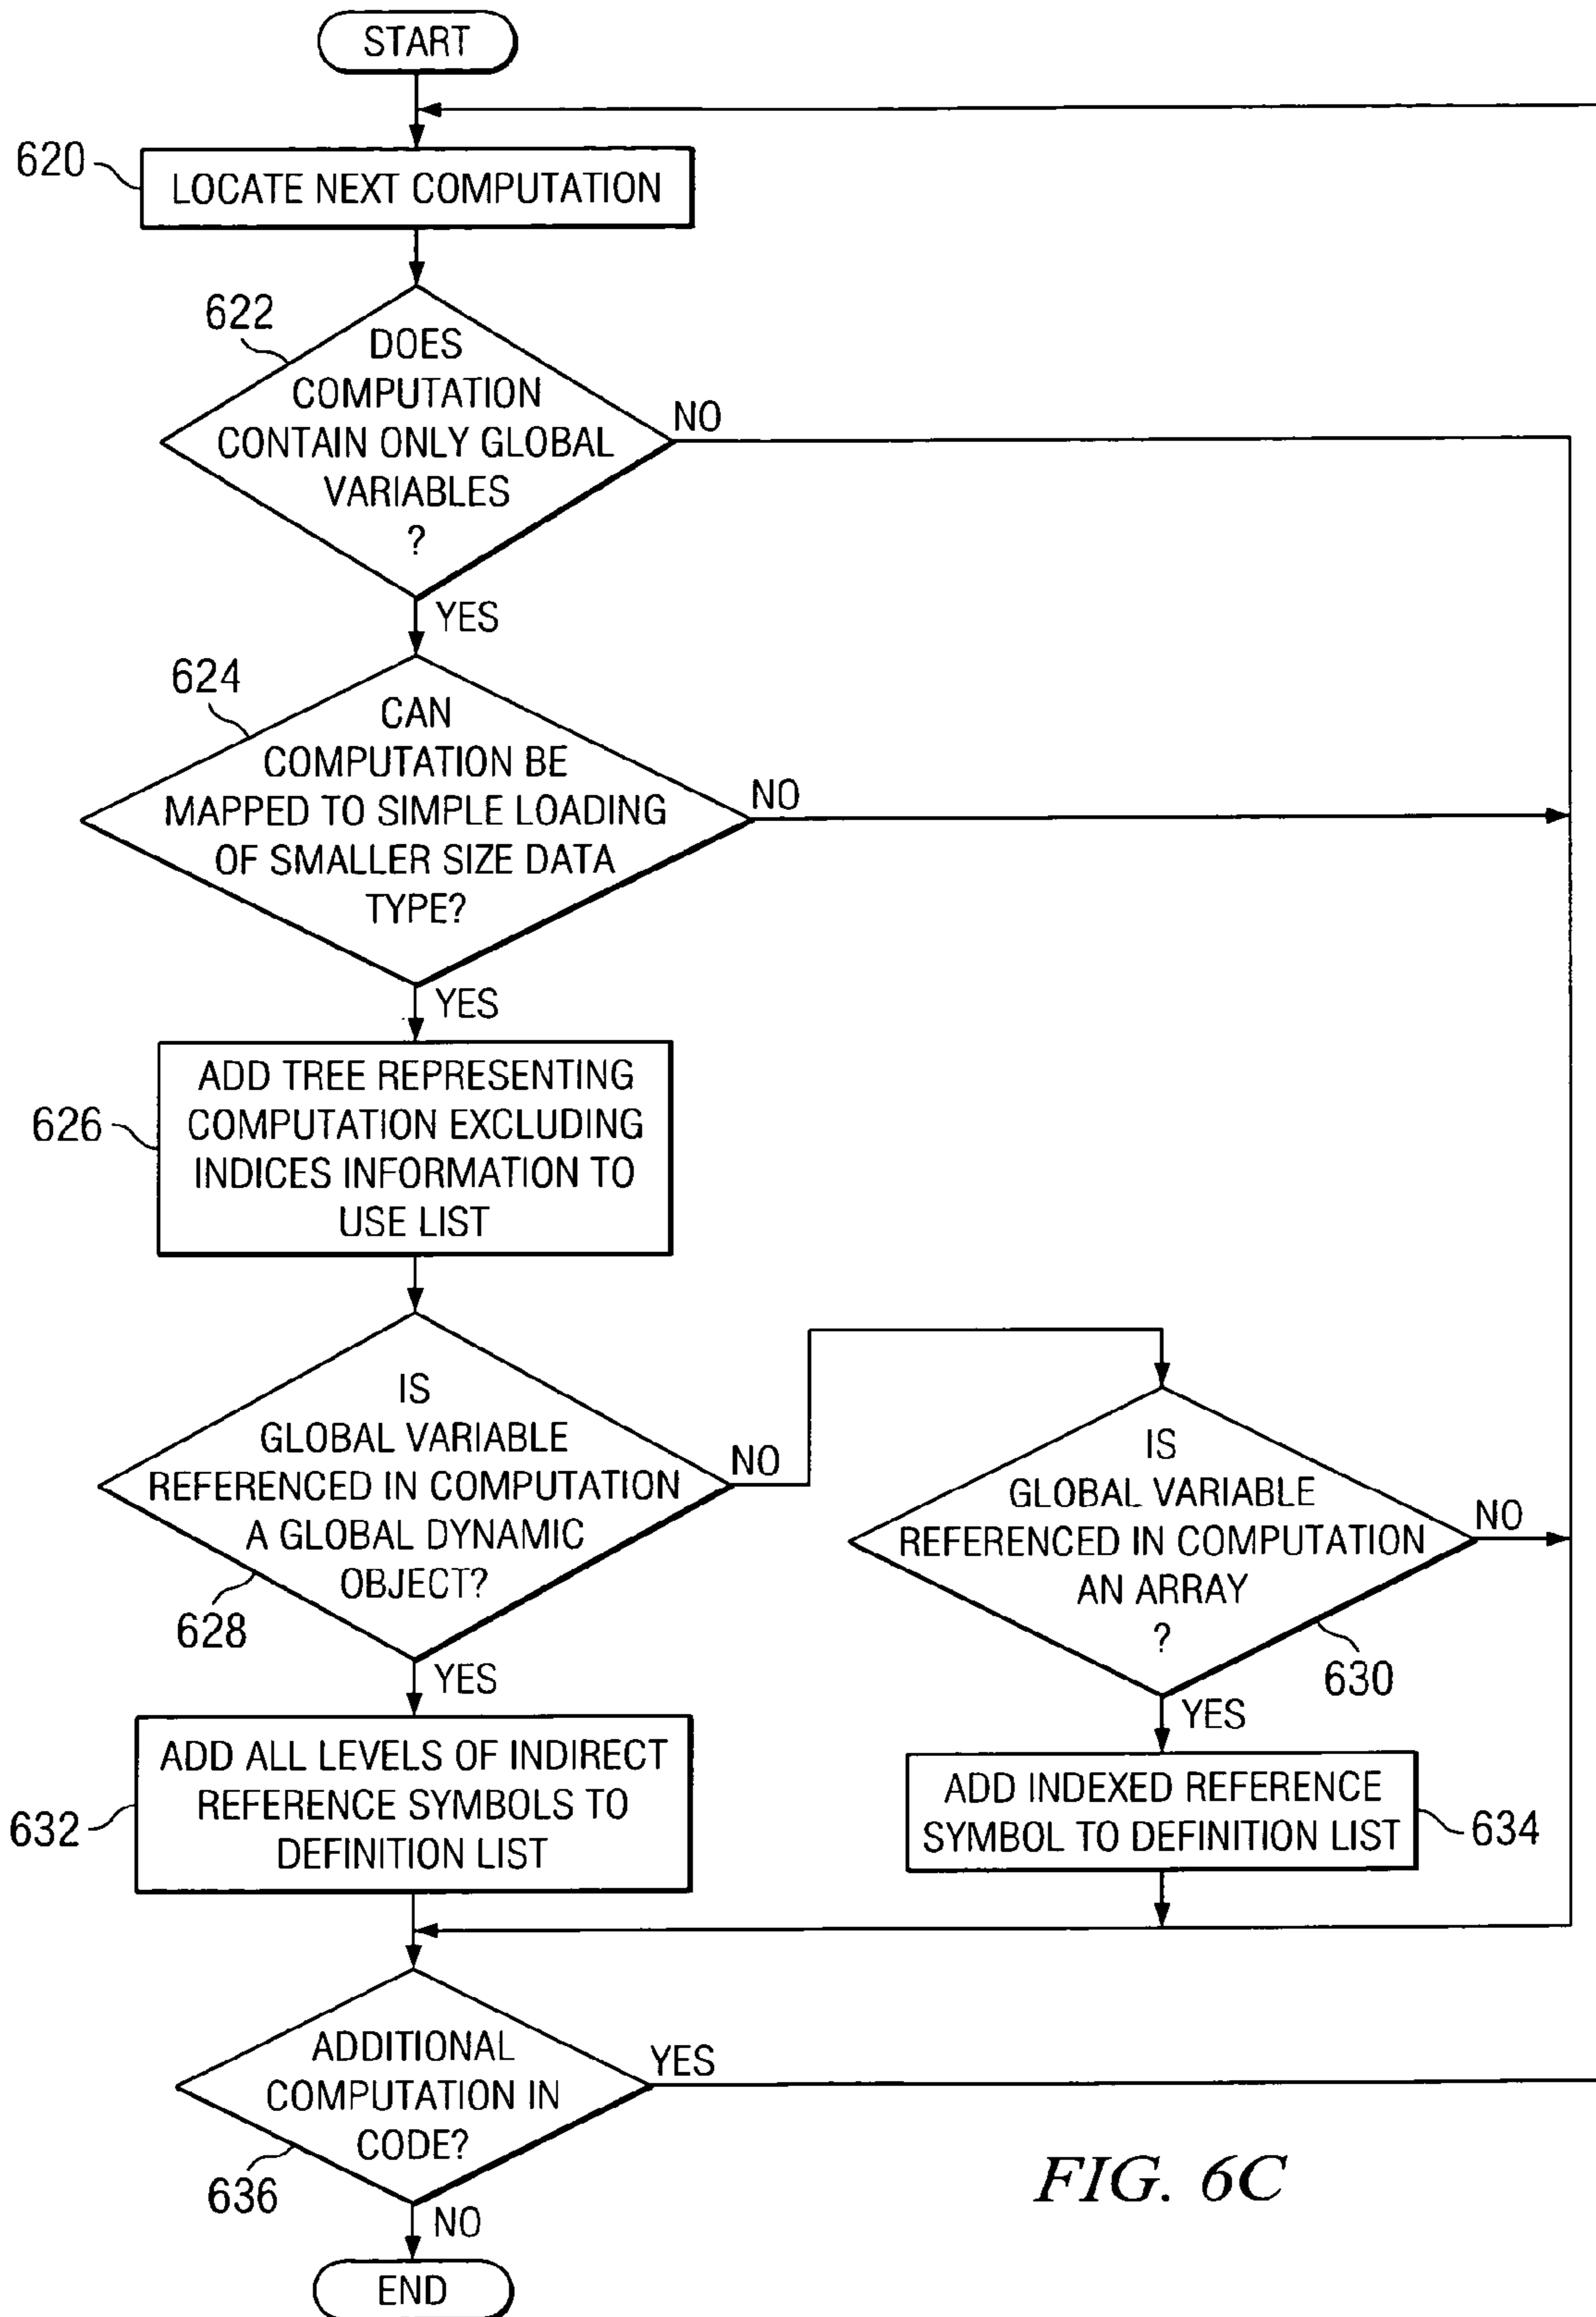 START
620
LOCATE NEXT COMPUTATION
622
DOES
COMPUTATION
CONTAIN ONLY GLOBAL
VARIABLES
?
NO
YES
624
CAN
COMPUTATION BE
MAPPED TO SIMPLE LOADING
OF SMALLER SIZE DATA
TYPE?
NO
YES
626
ADD TREE REPRESENTING
COMPUTATION EXCLUDING
INDICES INFORMATION TO
USE LIST
IS
GLOBAL VARIABLE
REFERENCED IN COMPUTATION
A GLOBAL DYNAMIC
OBJECT?
NO
628
YES
IS
GLOBAL VARIABLE
REFERENCED IN COMPUTATION
AN ARRAY
?
NO
630
YES
632
ADD ALL LEVELS OF INDIRECT
REFERENCE SYMBOLS TO
DEFINITION LIST
ADD INDEXED REFERENCE
SYMBOL TO DEFINITION LIST
634
ADDITIONAL
COMPUTATION IN
CODE?
YES
636
NO
END
FIG. 6C